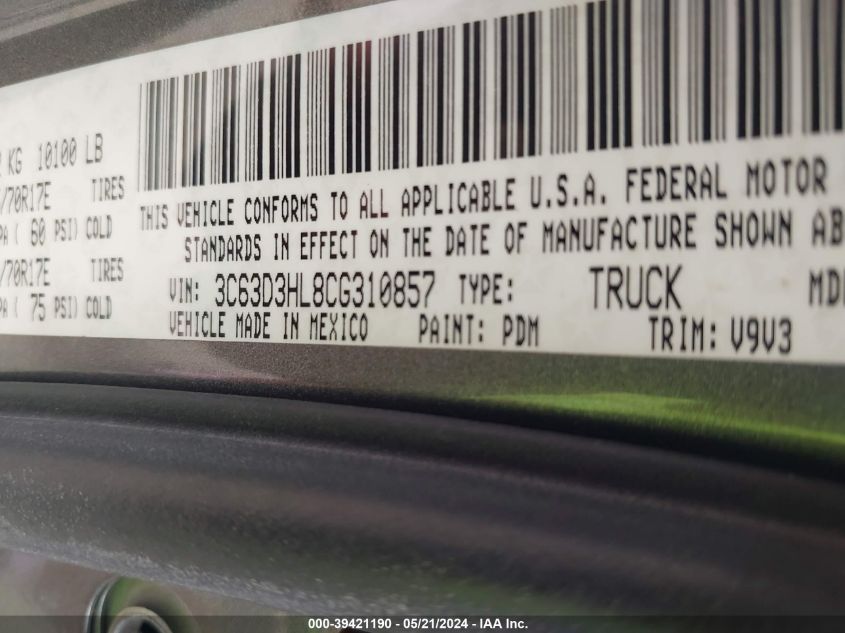 KG 10100 LB
/70R17E TIRES
PA ( 60 PSI) COLD
/70R17E TIRES
PA ( 75 PSI) COLD
THIS VEHICLE CONFORMS TO ALL APPLICABLE U.S.A. FEDERAL MOTOR
STANDARDS IN EFFECT ON THE DATE OF MANUFACTURE SHOWN AB
VIN: 3C63D3HL8CG310857 TYPE: TRUCK MD
VEHICLE MADE IN MEXICO PAINT: PDM TRIM: V9V3
000-39421190 - 05/21/2024 - IAA Inc.